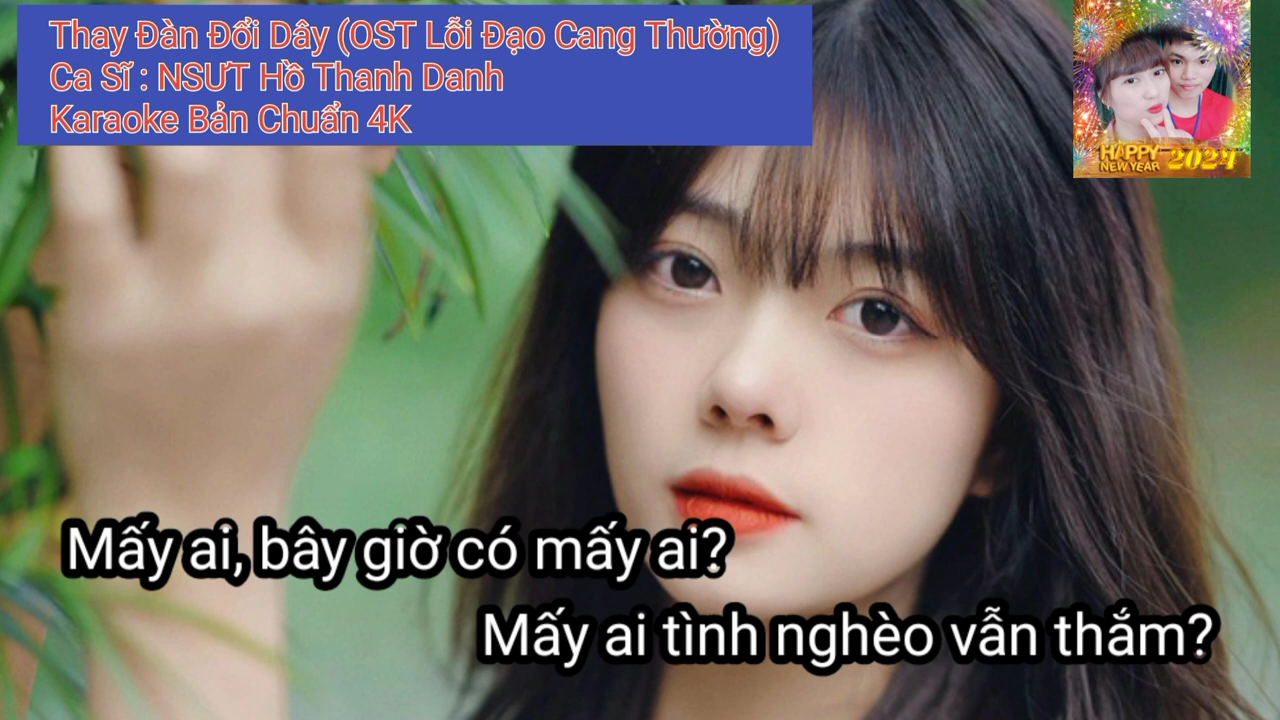 Thay Đàn Đổi Dây (OST Lỗi Đạo Cang Thường)
Ca Sĩ : NSƯT Hồ Thanh Danh
Karaoke Bản Chuẩn 4K
HAPPY 2024
NEW YEAR
Mấy ai, bây giờ có mấy ai?
Mấy ai tình nghèo vẫn thắm?